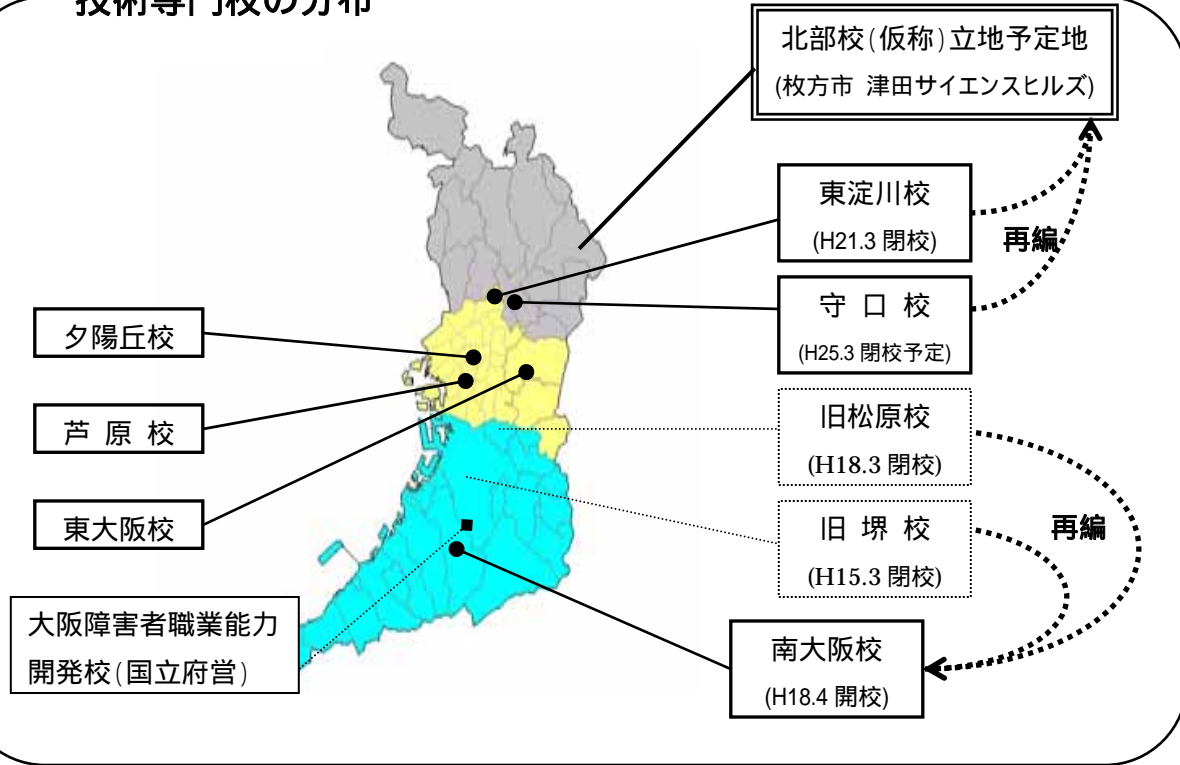 技術専門校の分布
北部校(仮称)立地予定地
(枚方市 津田サイエンスヒルズ)
東淀川校
(H21.3 閉校)
再編
守口校
(H25.3 閉校予定)
夕陽丘校
芦原校
東大阪校
旧松原校
(H18.3 閉校)
旧堺校
(H15.3 閉校)
再編
大阪障害者職業能力
開発校(国立府営)
南大阪校
(H18.4 開校)